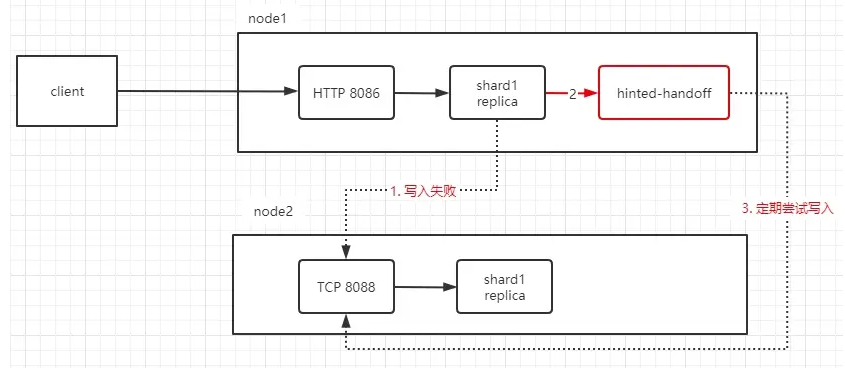 node1
client
HTTP 8086
shard1
replica
2
hinted-handoff
1. 写入失败
3. 定期尝试写入
node2
TCP 8088
shard1
replica